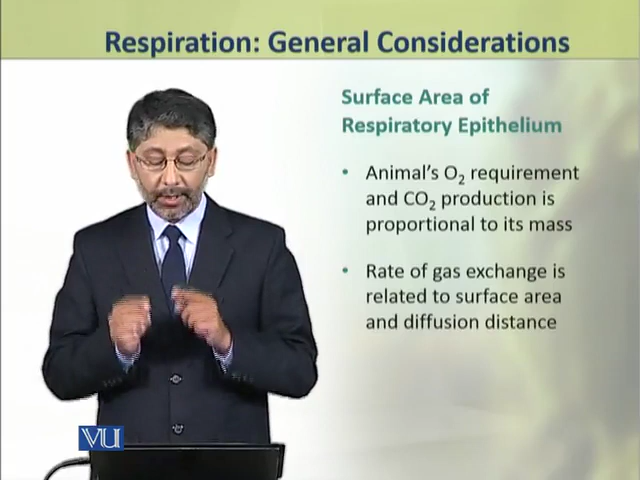 Respiration: General Considerations
Surface Area of
Respiratory Epithelium
• Animal's O₂ requirement
and CO₂ production is
proportional to its mass
• Rate of gas exchange is
related to surface area
and diffusion distance
VU